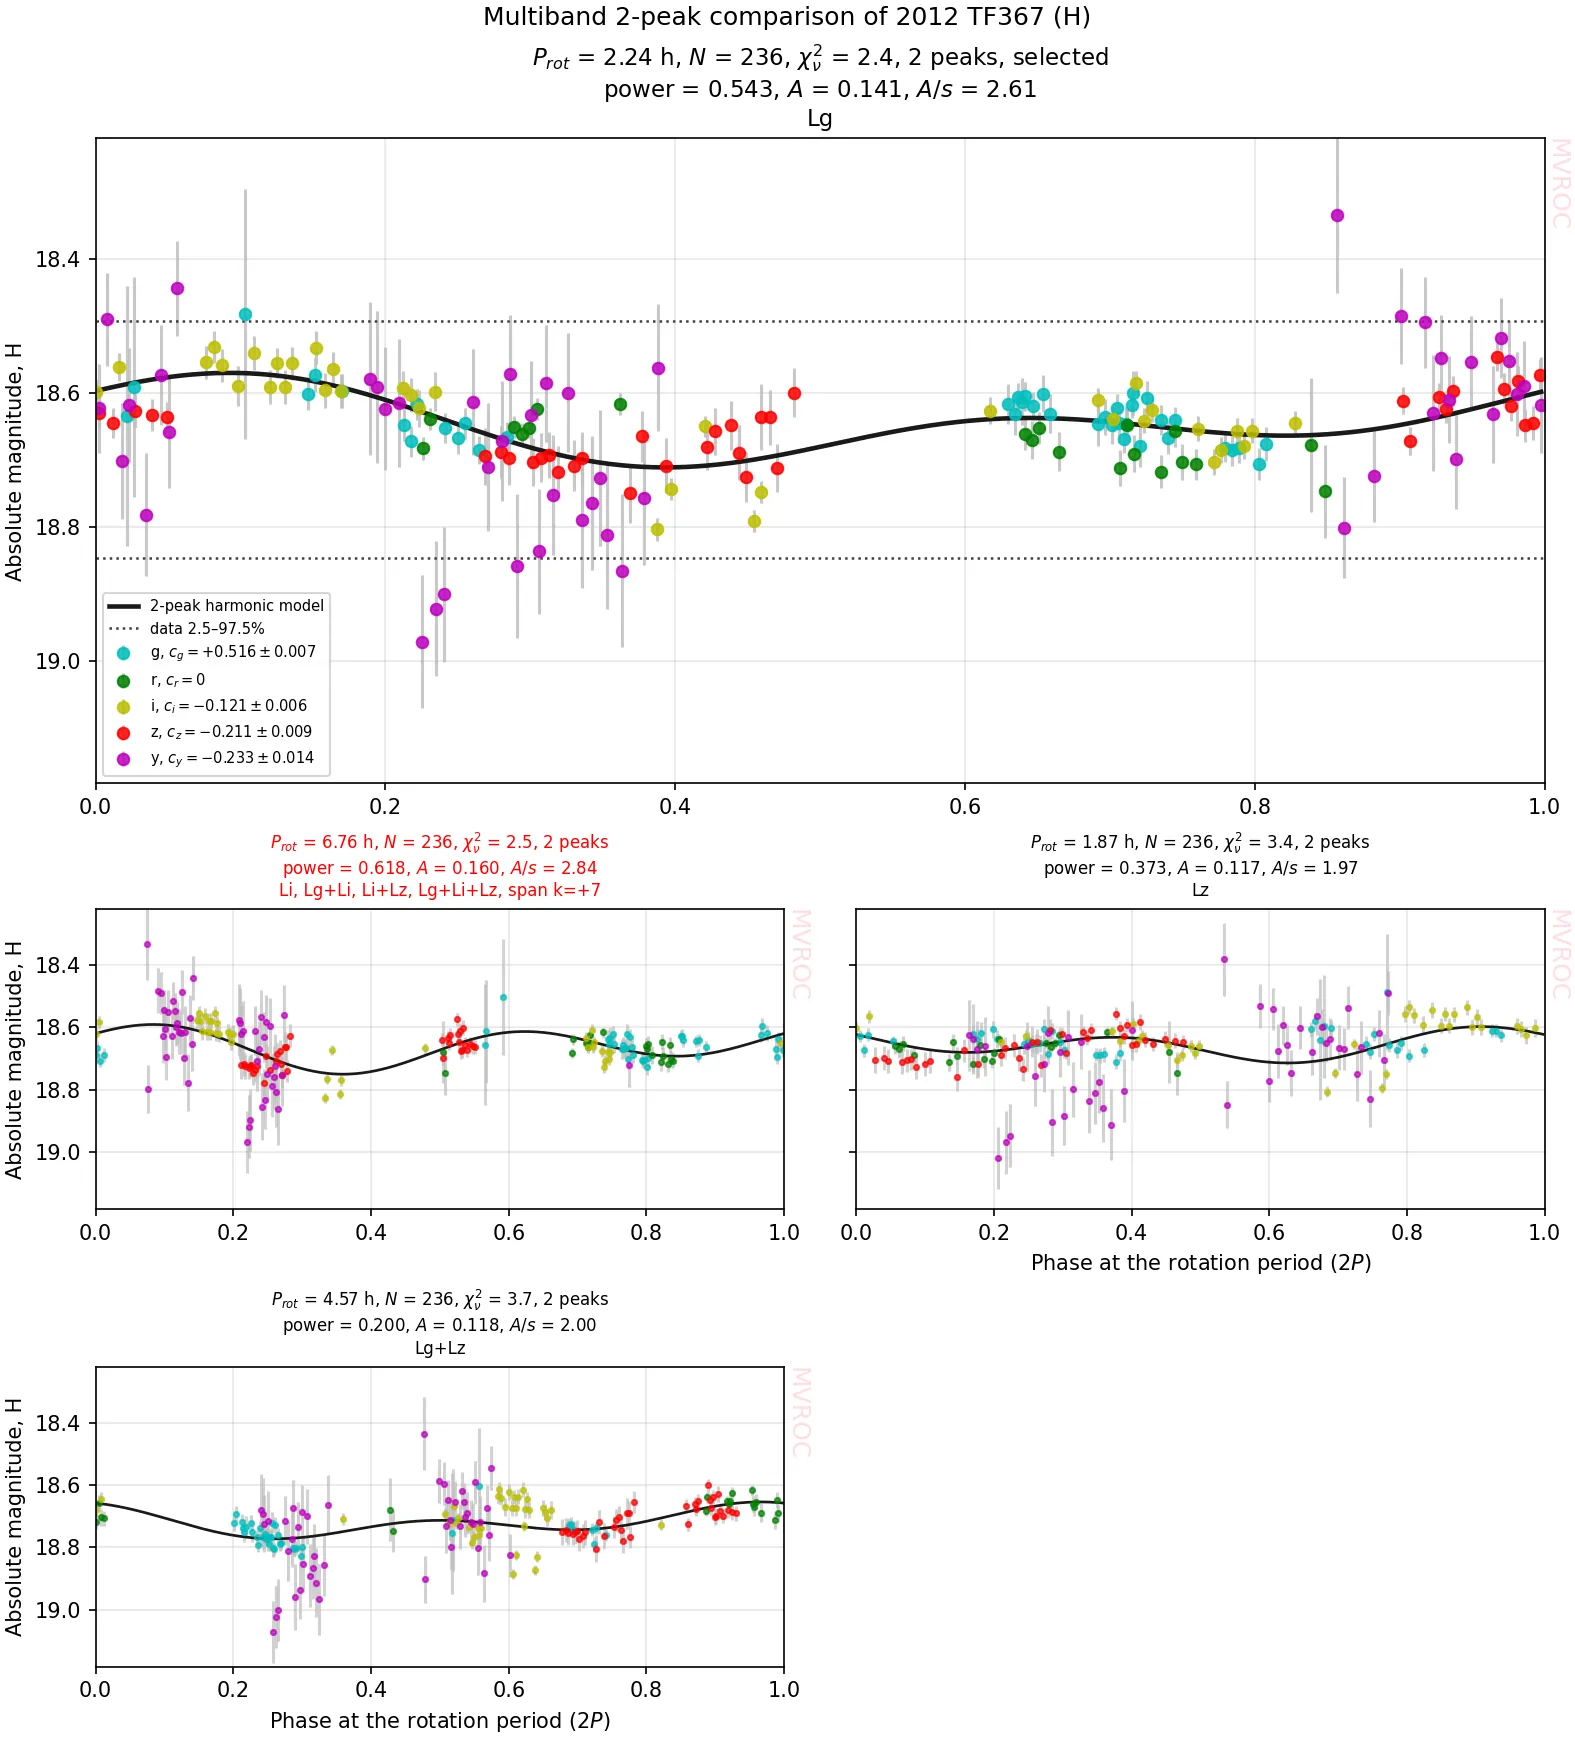 Multiband 2-peak comparison of 2012 TF367 (H)
P_rot = 2.24 h, N = 236, χ²_ν = 2.4, 2 peaks, selected
power = 0.543, A = 0.141, A/s = 2.61
Lg
MVROC
Absolute magnitude, H
18.4
18.6
18.8
19.0
2-peak harmonic model
data 2.5–97.5%
g, c_g = +0.516 ± 0.007
r, c_r = 0
i, c_i = −0.121 ± 0.006
z, c_z = −0.211 ± 0.009
y, c_y = −0.233 ± 0.014
0.0 0.2 0.4 0.6 0.8 1.0
P_rot = 6.76 h, N = 236, χ²_ν = 2.5, 2 peaks
power = 0.618, A = 0.160, A/s = 2.84
Li, Lg+Li, Li+Lz, Lg+Li+Lz, span k=+7
MVROC
Absolute magnitude, H
18.4
18.6
18.8
19.0
0.0 0.2 0.4 0.6 0.8 1.0
P_rot = 1.87 h, N = 236, χ²_ν = 3.4, 2 peaks
power = 0.373, A = 0.117, A/s = 1.97
Lz
MVROC
0.0 0.2 0.4 0.6 0.8 1.0
Phase at the rotation period (2P)
P_rot = 4.57 h, N = 236, χ²_ν = 3.7, 2 peaks
power = 0.200, A = 0.118, A/s = 2.00
Lg+Lz
MVROC
Absolute magnitude, H
18.4
18.6
18.8
19.0
0.0 0.2 0.4 0.6 0.8 1.0
Phase at the rotation period (2P)